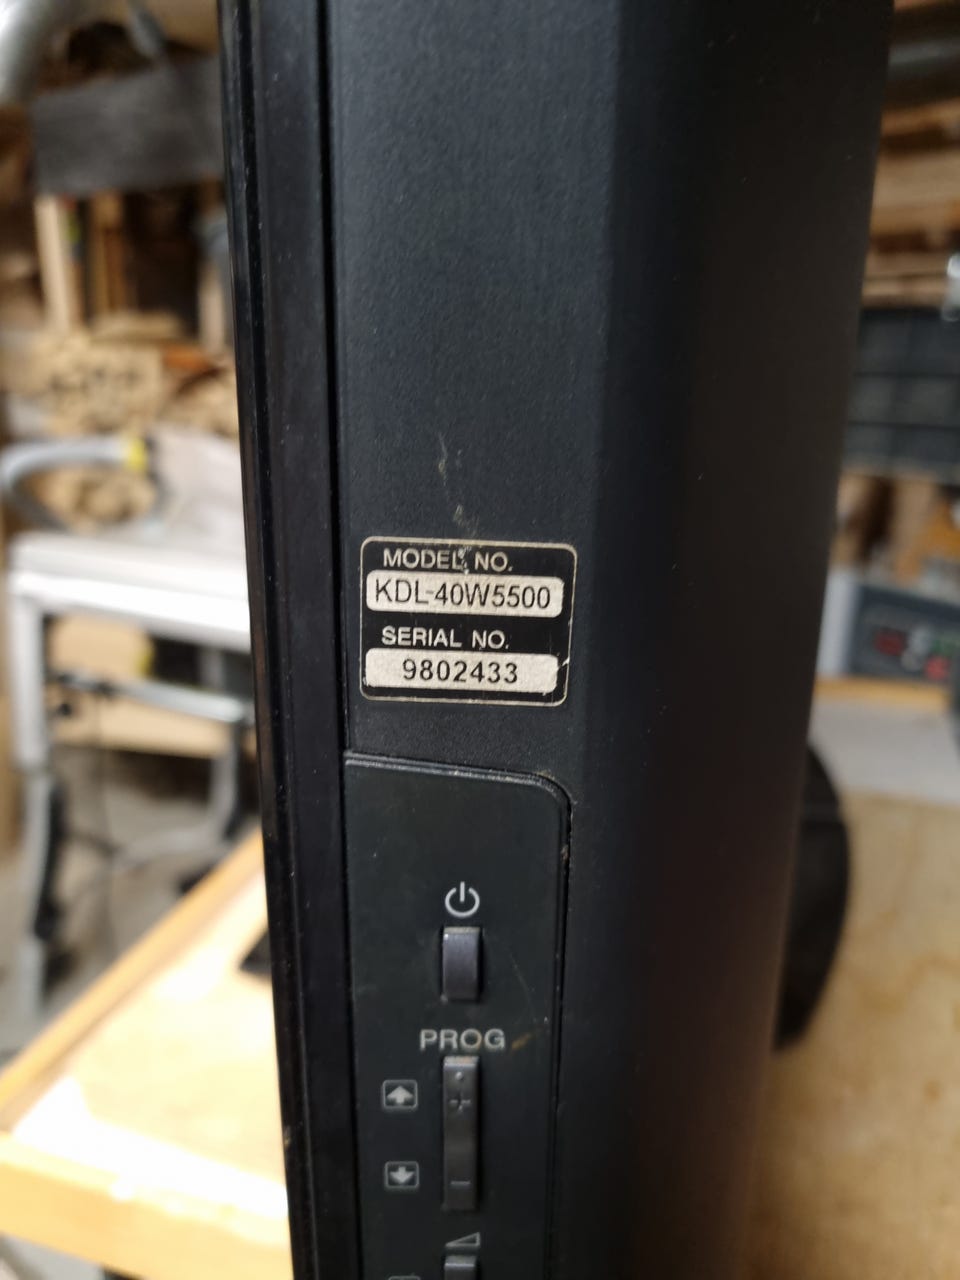 MODEL NO.
KDL-40W5500
SERIAL NO.
9802433
PROG
+
-